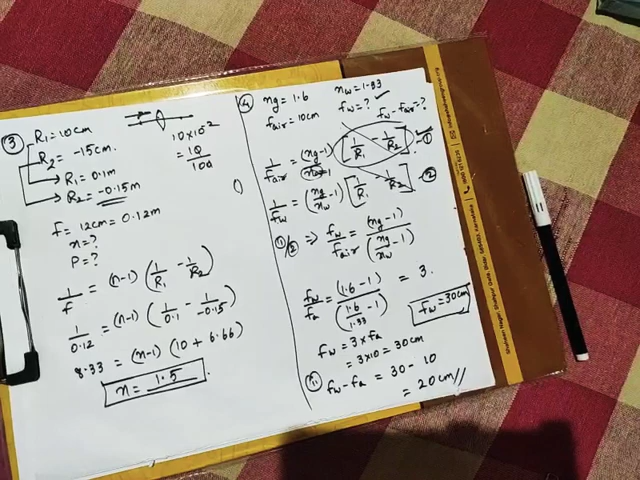 ③ R₁ = 10cm
R₂ = -15cm.
R₁ = 0.1m
R₂ = -0.15m
10×10⁻²
= 10/100
f = 12cm = 0.12m
n = ?
P = ?
1/f = (n-1) (1/R₁ - 1/R₂)
1/0.12 = (n-1) (1/0.1 - 1/-0.15)
8.33 = (n-1) (10 + 6.66)
n = 1.5
④ ng = 1.6 nw = 1.33
fair = 10cm fw = ? ✓
fw - fair = ?
1/fair = (ng-1) [1/R₁ - 1/R₂] - ①
1/fw = (ng/nw - 1) [1/R₁ - 1/R₂] - ②
①/② ⇒ fw/fair = (ng-1)/(ng/nw - 1)
fw/fa = (1.6-1)/(1.6/1.33 - 1) = 3.
fw = 30cm
fw = 3×fa
= 3×10 = 30cm
fw - fa = 30 - 10
= 20cm//